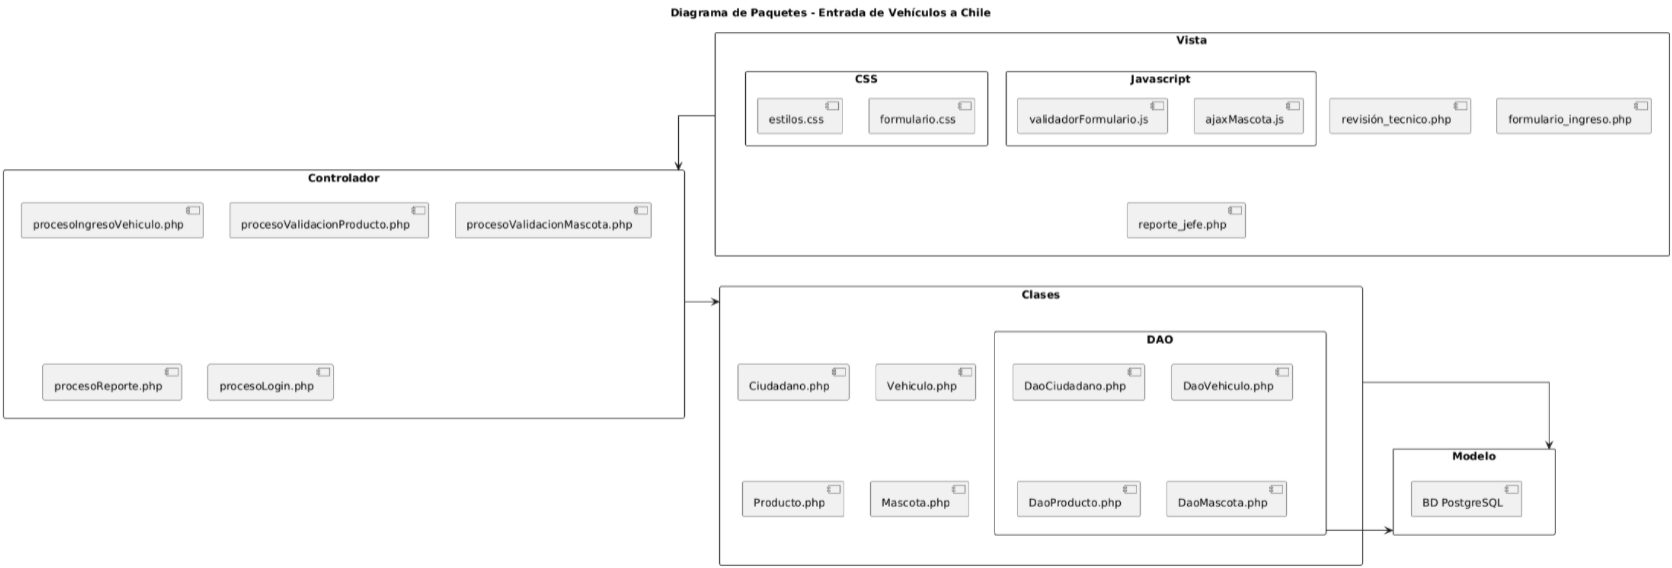 Diagrama de Paquetes - Entrada de Vehículos a Chile
Vista
CSS
estilos.css
formulario.css
Javascript
validadorFormulario.js
ajaxMascota.js
revisión_tecnico.php
formulario_ingreso.php
reporte_jefe.php
Controlador
procesoIngresoVehiculo.php
procesoValidacionProducto.php
procesoValidacionMascota.php
procesoReporte.php
procesoLogin.php
Clases
Ciudadano.php
Vehiculo.php
Producto.php
Mascota.php
DAO
DaoCiudadano.php
DaoVehiculo.php
DaoProducto.php
DaoMascota.php
Modelo
BD PostgreSQL